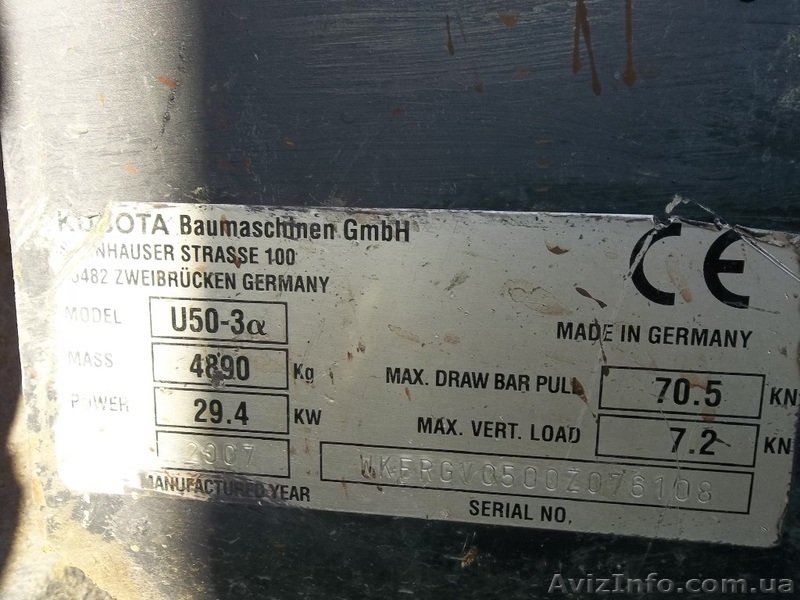 KUBOTA Baumaschinen GmbH
STRASSE 100
ZWEIBRÜCKEN GERMANY
CE
MADE IN GERMANY
MODEL U50-3α
MASS 4890 Kg
POWER 29.4 KW
MAX. DRAW BAR PULL 70.5 KN
MAX. VERT. LOAD 7.2 KN
2007
MANUFACTURED YEAR
WKFRGV0500Z076108
SERIAL NO.
AvizInfo.com.ua